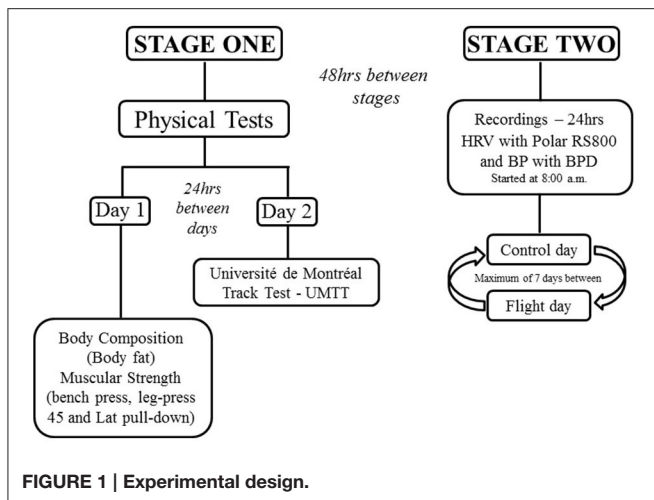 STAGE ONE
48hrs between
stages
STAGE TWO
Physical Tests
24hrs
between
days
Day 1
Day 2
Université de Montréal
Track Test - UMTT
Body Composition
(Body fat)
Muscular Strength
(bench press, leg-press
45 and Lat pull-down)
Recordings – 24hrs
HRV with Polar RS800
and BP with BPD
Started at 8:00 a.m.
Control day
Maximum of 7 days between
Flight day
FIGURE 1 | Experimental design.